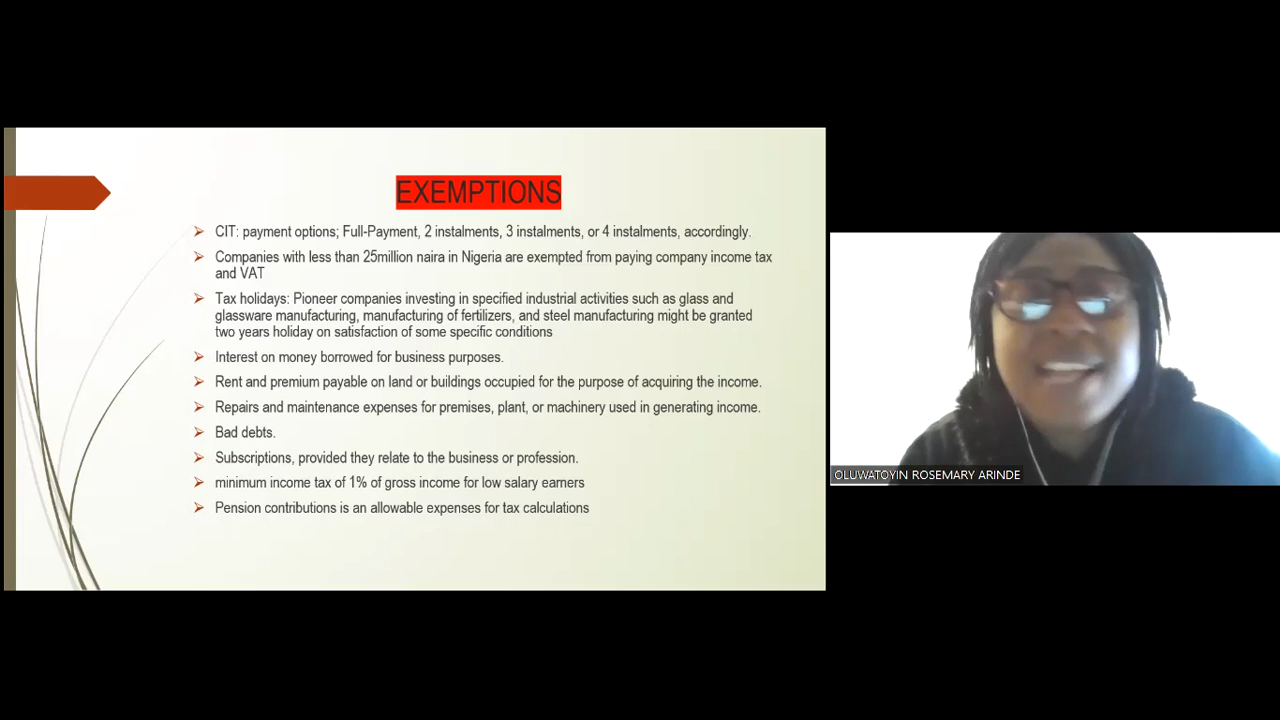 EXEMPTIONS
CIT: payment options; Full-Payment, 2 instalments, 3 instalments, or 4 instalments, accordingly.
Companies with less than 25million naira in Nigeria are exempted from paying company income tax
and VAT
Tax holidays: Pioneer companies investing in specified industrial activities such as glass and
glassware manufacturing, manufacturing of fertilizers, and steel manufacturing might be granted
two years holiday on satisfaction of some specific conditions
Interest on money borrowed for business purposes.
Rent and premium payable on land or buildings occupied for the purpose of acquiring the income.
Repairs and maintenance expenses for premises, plant, or machinery used in generating income.
Bad debts.
Subscriptions, provided they relate to the business or profession.
minimum income tax of 1% of gross income for low salary earners
Pension contributions is an allowable expenses for tax calculations
OLUWATOYIN ROSEMARY ARINDE